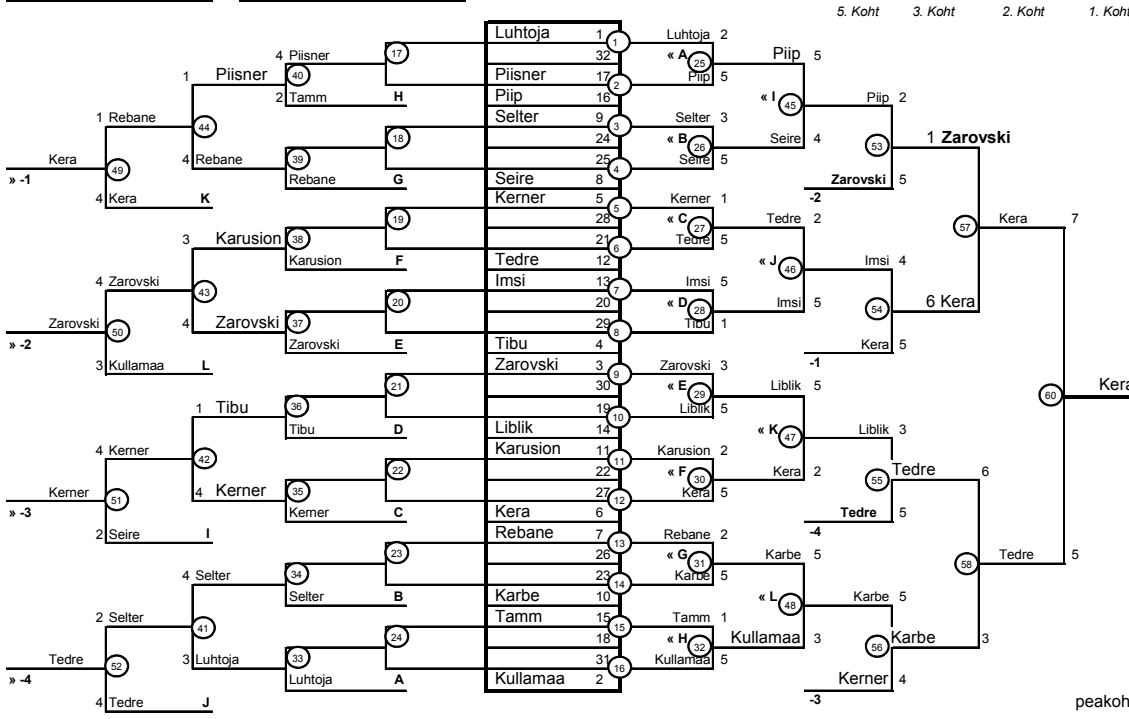 5. Koht 3. Koht 2. Koht 1. Koht
Luhtoja 1 1 Luhtoja 2
4 Piisner 17 32 « A 25 Piip 5
1 Piisner 40 Piisner 17 2 Piip 5
2 Tamm H Piip 16 « I 45 Piip 2
1 Rebane 44 Selter 9 3 Selter 3
18 24 « B 26 Seire 4 53 1 Zarovski
Kera 49 4 Rebane 39 25 4 Seire 5
» -1 Rebane G Seire 8 Zarovski 5
4 Kera K Kerner 5 5 Kerner 1 -2
19 28 « C 27 Tedre 2 57 Kera 7
3 Karusion 38 21 6 Tedre 5
Karusion F Tedre 12 « J 46 Imsi 4
4 Zarovski 43 Imsi 13 7 Imsi 5
20 20 « D 28 Imsi 5 54 6 Kera
Zarovski 50 4 Zarovski 37 29 8 Tibu 1
» -2 Zarovski E Tibu 4 Kera 5
3 Kullamaa L Zarovski 3 9 Zarovski 3 -1
21 30 « E 29 Liblik 5 60 Kera
1 Tibu 36 19 10 Liblik 5
Tibu D Liblik 14 « K 47 Liblik 3
4 Kerner 42 Karusion 11 11 Karusion 2
22 22 « F 30 Kera 2 55 Tedre 6
Kerner 51 4 Kerner 35 27 12 Kera 5
» -3 Kerner C Kera 6 Tedre 5
2 Seire I Rebane 7 13 Rebane 2 -4
23 26 « G 31 Karbe 5 58 Tedre 5
4 Selter 34 23 14 Karbe 5
Selter B Karbe 10 « L 48 Karbe 5
2 Selter 41 Tamm 15 15 Tamm 1
24 18 « H 32 Kullamaa 3 56 Karbe 3
Tedre 52 3 Luhtoja 33 31 16 Kullamaa 5
» -4 Luhtoja A Kullamaa 2 Kerner 4
4 Tedre J -3
peakoh